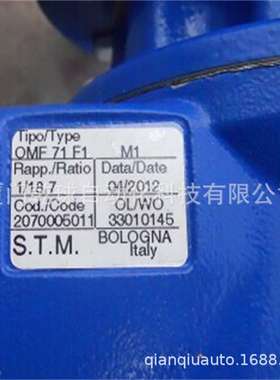 Tipo/Type
OMF 71 F1 M1
Rapp./Ratio Data/Date
1/18.7 04/2012
Cod./Code OL/WO
2070005011 33010145
S.T.M. BOLOGNA
Italy
qianqiuauto.1688.